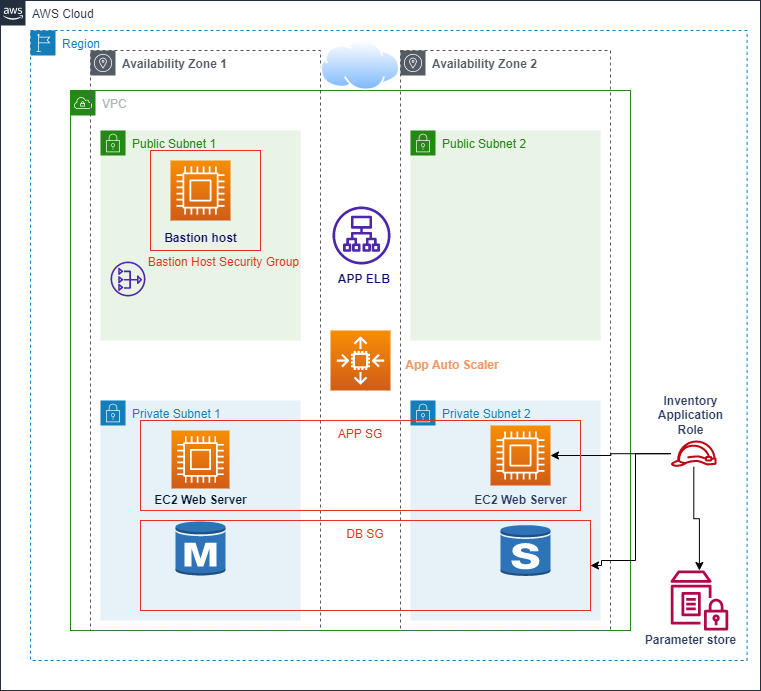 aws
AWS Cloud
Region
Availability Zone 1
Availability Zone 2
VPC
Public Subnet 1
Public Subnet 2
Bastion host
Bastion Host Security Group
APP ELB
App Auto Scaler
Inventory
Application
Role
Private Subnet 1
Private Subnet 2
APP SG
EC2 Web Server
EC2 Web Server
DB SG
M
S
Parameter store